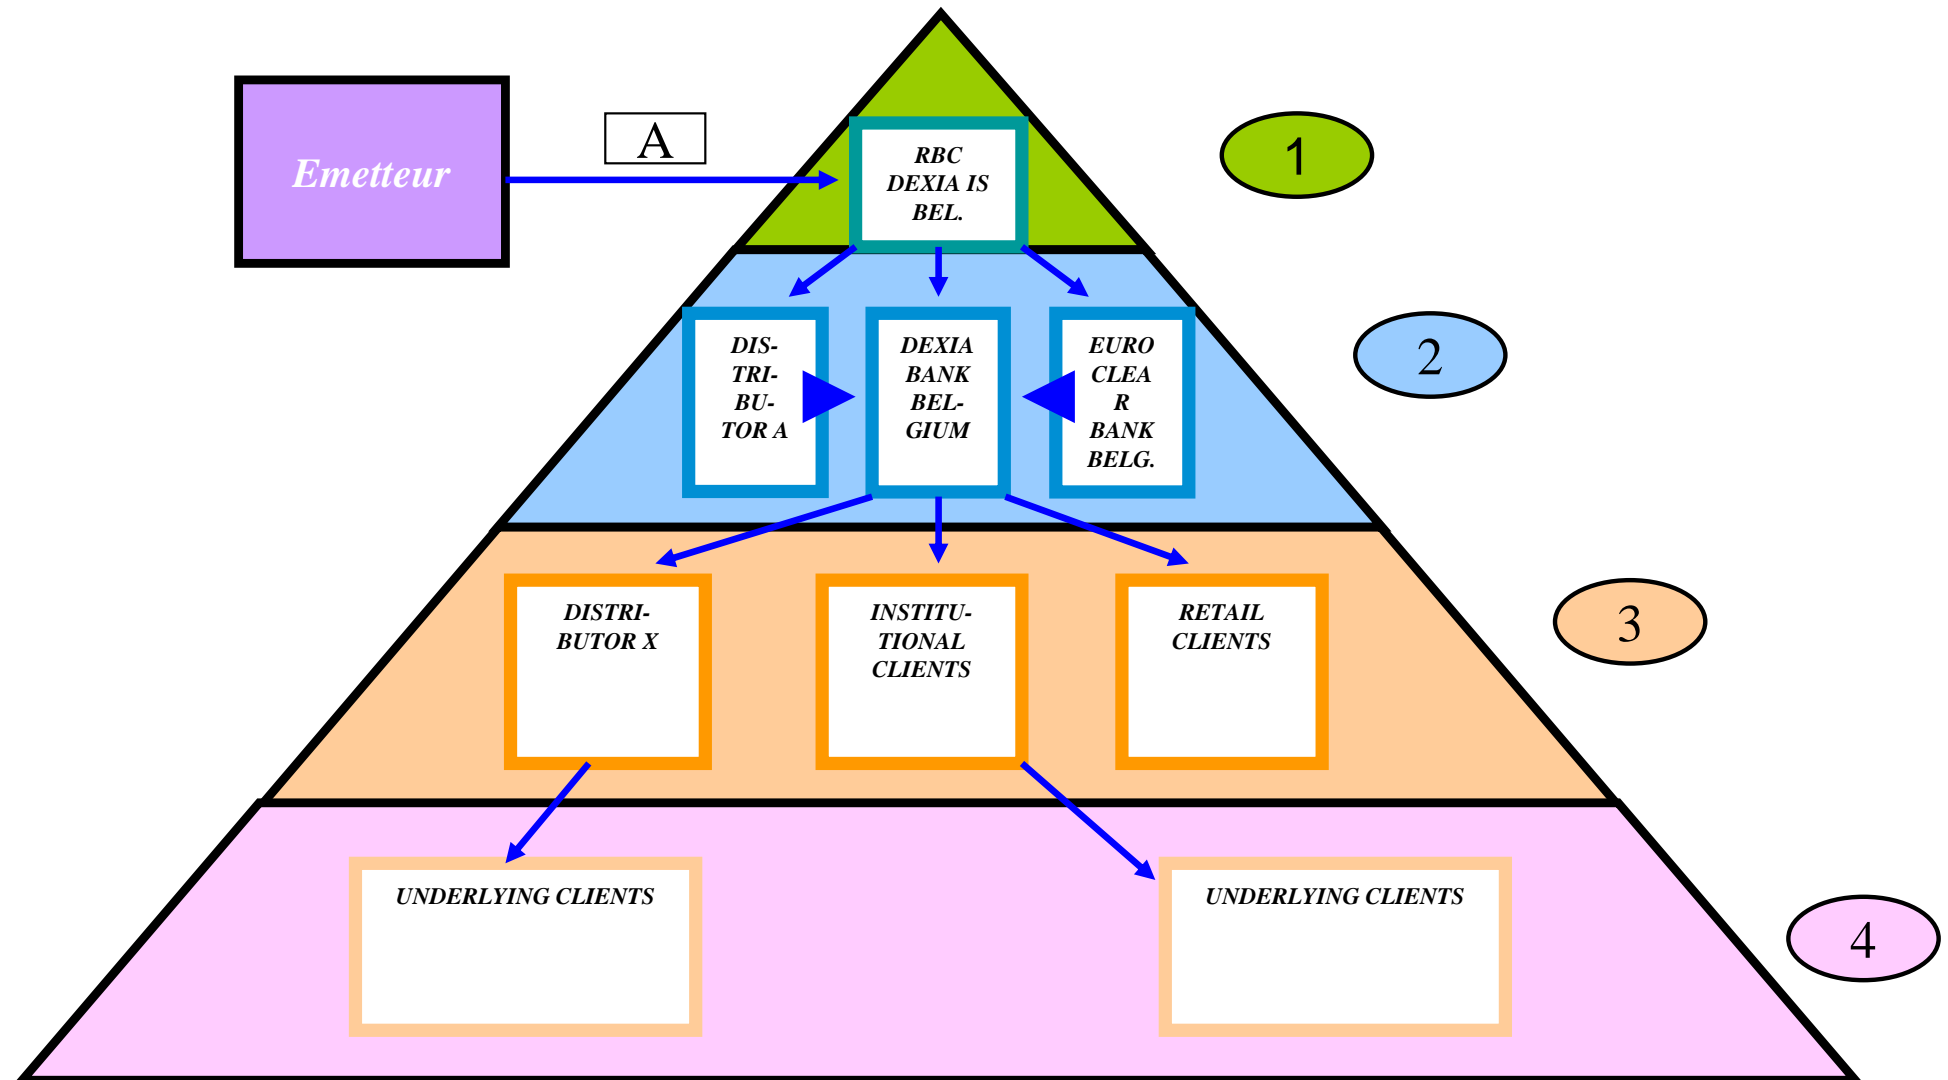 Emetteur
A
RBC
DEXIA IS
BEL.
1
DIS-
TRI-
BU-
TOR A
DEXIA
BANK
BEL-
GIUM
EURO
CLEA
R
BANK
BELG.
2
DISTRI-
BUTOR X
INSTITU-
TIONAL
CLIENTS
RETAIL
CLIENTS
3
UNDERLYING CLIENTS
UNDERLYING CLIENTS
4